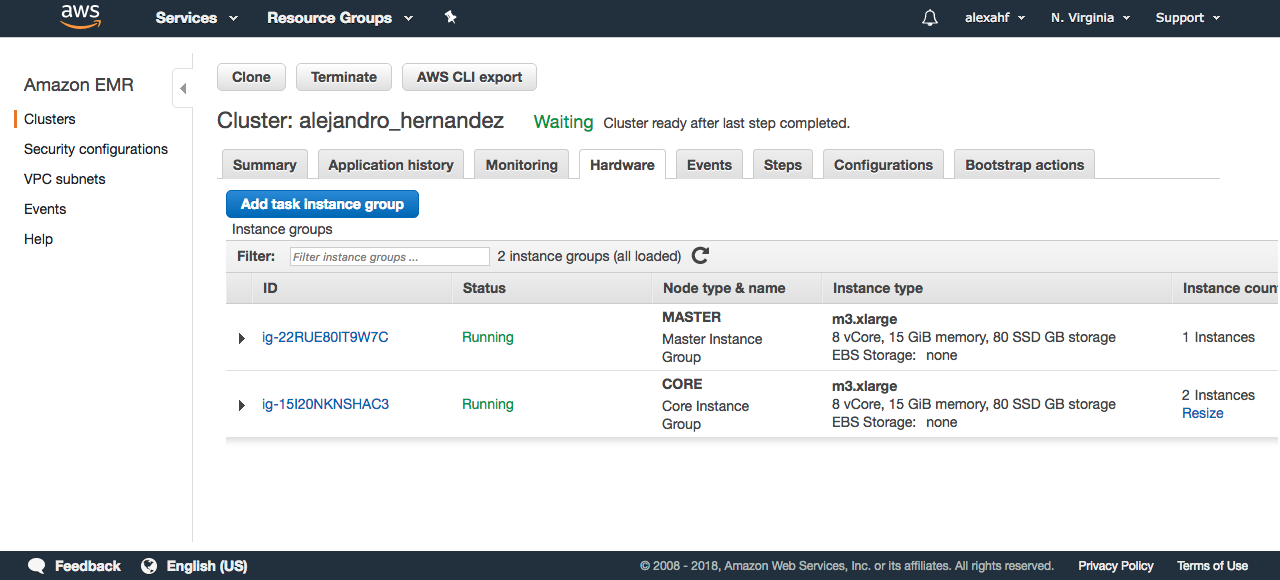 aws Services Resource Groups alexahf N. Virginia Support
Amazon EMR
Clusters
Security configurations
VPC subnets
Events
Help
Clone Terminate AWS CLI export
Cluster: alejandro_hernandez Waiting Cluster ready after last step completed.
Summary Application history Monitoring Hardware Events Steps Configurations Bootstrap actions
Add task instance group
Instance groups
Filter: Filter instance groups ... 2 instance groups (all loaded)
ID Status Node type & name Instance type Instance coun
ig-22RUE80IT9W7C Running MASTER
Master Instance
Group
m3.xlarge
8 vCore, 15 GiB memory, 80 SSD GB storage
EBS Storage: none
1 Instances
ig-15I20NKNSHAC3 Running CORE
Core Instance
Group
m3.xlarge
8 vCore, 15 GiB memory, 80 SSD GB storage
EBS Storage: none
2 Instances
Resize
Feedback English (US) © 2008 - 2018, Amazon Web Services, Inc. or its affiliates. All rights reserved. Privacy Policy Terms of Use